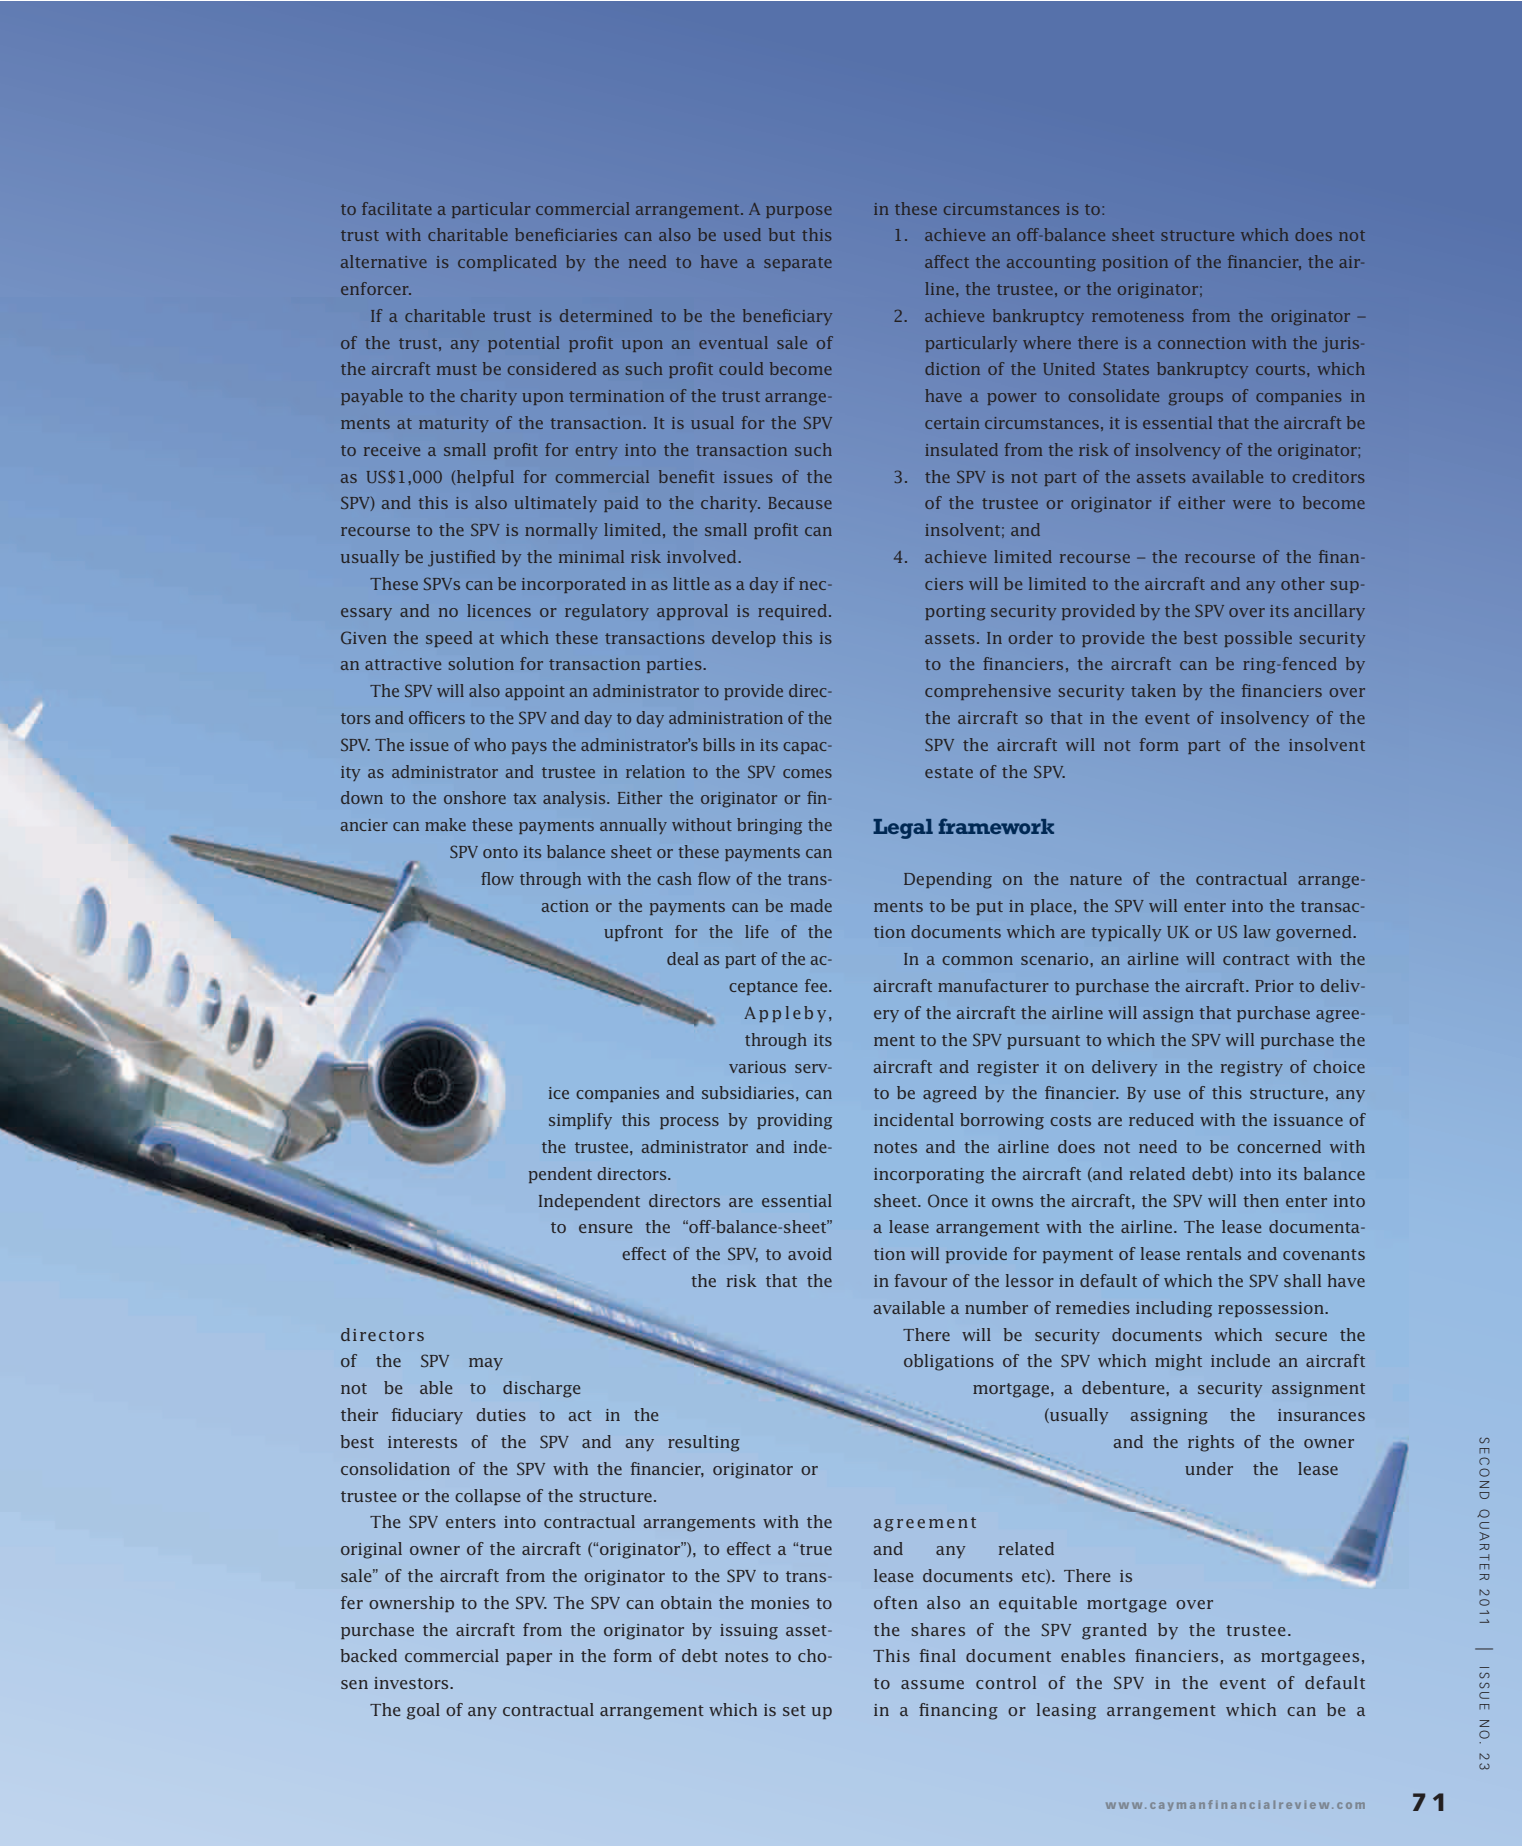 to facilitate a particular commercial arrangement. A purpose
trust with charitable beneficiaries can also be used but this
alternative is complicated by the need to have a separate
enforcer.
If a charitable trust is determined to be the beneficiary
of the trust, any potential profit upon an eventual sale of
the aircraft must be considered as such profit could become
payable to the charity upon termination of the trust arrange-
ments at maturity of the transaction. It is usual for the SPV
to receive a small profit for entry into the transaction such
as US$1,000 (helpful for commercial benefit issues of the
SPV) and this is also ultimately paid to the charity. Because
recourse to the SPV is normally limited, the small profit can
usually be justified by the minimal risk involved.
These SPVs can be incorporated in as little as a day if nec-
essary and no licences or regulatory approval is required.
Given the speed at which these transactions develop this is
an attractive solution for transaction parties.
The SPV will also appoint an administrator to provide direc-
tors and officers to the SPV and day to day administration of the
SPV. The issue of who pays the administrator's bills in its capac-
ity as administrator and trustee in relation to the SPV comes
down to the onshore tax analysis. Either the originator or fin-
ancier can make these payments annually without bringing the
SPV onto its balance sheet or these payments can
flow through with the cash flow of the trans-
action or the payments can be made
upfront for the life of the
deal as part of the ac-
ceptance fee.
Appleby,
through its
various serv-
ice companies and subsidiaries, can
simplify this process by providing
the trustee, administrator and inde-
pendent directors.
Independent directors are essential
to ensure the “off-balance-sheet”
effect of the SPV, to avoid
the risk that the
directors
of the SPV may
not be able to discharge
their fiduciary duties to act in the
best interests of the SPV and any resulting
consolidation of the SPV with the financier, originator or
trustee or the collapse of the structure.
The SPV enters into contractual arrangements with the
original owner of the aircraft (“originator”), to effect a “true
sale” of the aircraft from the originator to the SPV to trans-
fer ownership to the SPV. The SPV can obtain the monies to
purchase the aircraft from the originator by issuing asset-
backed commercial paper in the form of debt notes to cho-
sen investors.
The goal of any contractual arrangement which is set up
in these circumstances is to:
1. achieve an off-balance sheet structure which does not
affect the accounting position of the financier, the air-
line, the trustee, or the originator;
2. achieve bankruptcy remoteness from the originator –
particularly where there is a connection with the juris-
diction of the United States bankruptcy courts, which
have a power to consolidate groups of companies in
certain circumstances, it is essential that the aircraft be
insulated from the risk of insolvency of the originator;
3. the SPV is not part of the assets available to creditors
of the trustee or originator if either were to become
insolvent; and
4. achieve limited recourse – the recourse of the finan-
ciers will be limited to the aircraft and any other sup-
porting security provided by the SPV over its ancillary
assets. In order to provide the best possible security
to the financiers, the aircraft can be ring-fenced by
comprehensive security taken by the financiers over
the aircraft so that in the event of insolvency of the
SPV the aircraft will not form part of the insolvent
estate of the SPV.
Legal framework
Depending on the nature of the contractual arrange-
ments to be put in place, the SPV will enter into the transac-
tion documents which are typically UK or US law governed.
In a common scenario, an airline will contract with the
aircraft manufacturer to purchase the aircraft. Prior to deliv-
ery of the aircraft the airline will assign that purchase agree-
ment to the SPV pursuant to which the SPV will purchase the
aircraft and register it on delivery in the registry of choice
to be agreed by the financier. By use of this structure, any
incidental borrowing costs are reduced with the issuance of
notes and the airline does not need to be concerned with
incorporating the aircraft (and related debt) into its balance
sheet. Once it owns the aircraft, the SPV will then enter into
a lease arrangement with the airline. The lease documenta-
tion will provide for payment of lease rentals and covenants
in favour of the lessor in default of which the SPV shall have
available a number of remedies including repossession.
There will be security documents which secure the
obligations of the SPV which might include an aircraft
mortgage, a debenture, a security assignment
(usually assigning the insurances
and the rights of the owner
under the lease
agreement
and any related
lease documents etc). There is
often also an equitable mortgage over
the shares of the SPV granted by the trustee.
This final document enables financiers, as mortgagees,
to assume control of the SPV in the event of default
in a financing or leasing arrangement which can be a
SECOND QUARTER 2011 | ISSUE NO. 23
www.caymanfinancialreview.com 71